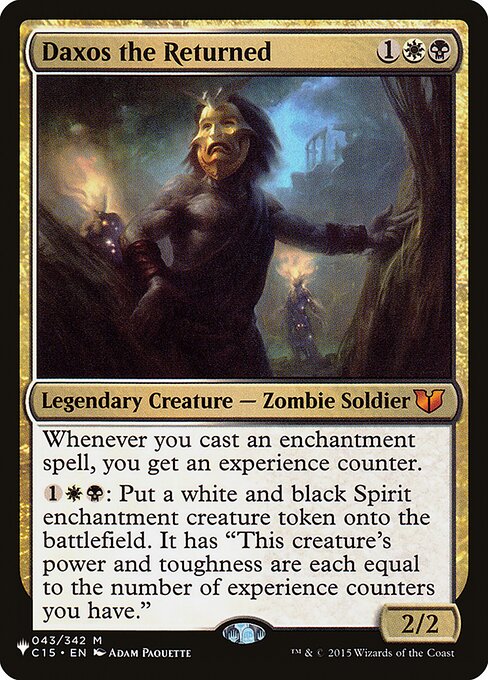 Daxos the Returned 1
Legendary Creature — Zombie Soldier
Whenever you cast an enchantment
spell, you get an experience counter.
1: Put a white and black Spirit
enchantment creature token onto the
battlefield. It has “This creature’s
power and toughness are each equal
to the number of experience counters
you have.”
2/2
043/342 M
C15 • EN Adam Paquette
™ & © 2015 Wizards of the Coast